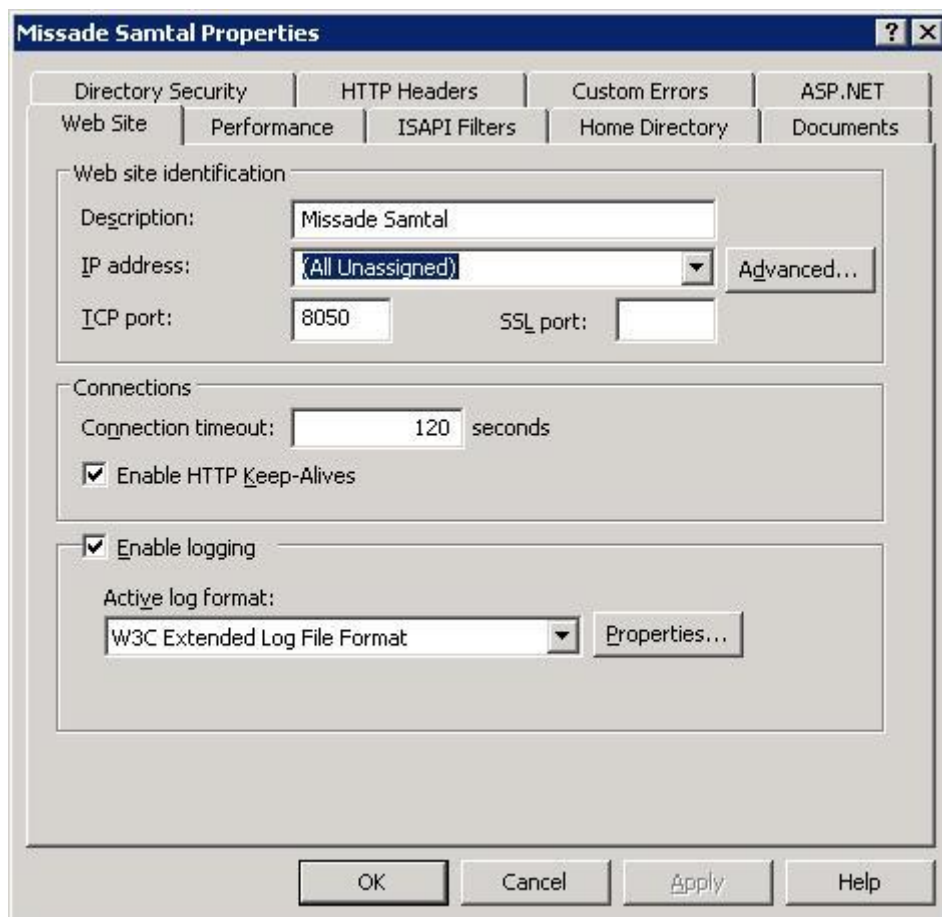 Missade Samtal Properties
Directory Security HTTP Headers Custom Errors ASP.NET
Web Site Performance ISAPI Filters Home Directory Documents
Web site identification
Description: Missade Samtal
IP address: (All Unassigned) Advanced...
TCP port: 8050 SSL port:
Connections
Connection timeout: 120 seconds
Enable HTTP Keep-Alives
Enable logging
Active log format:
W3C Extended Log File Format Properties...
OK Cancel Apply Help